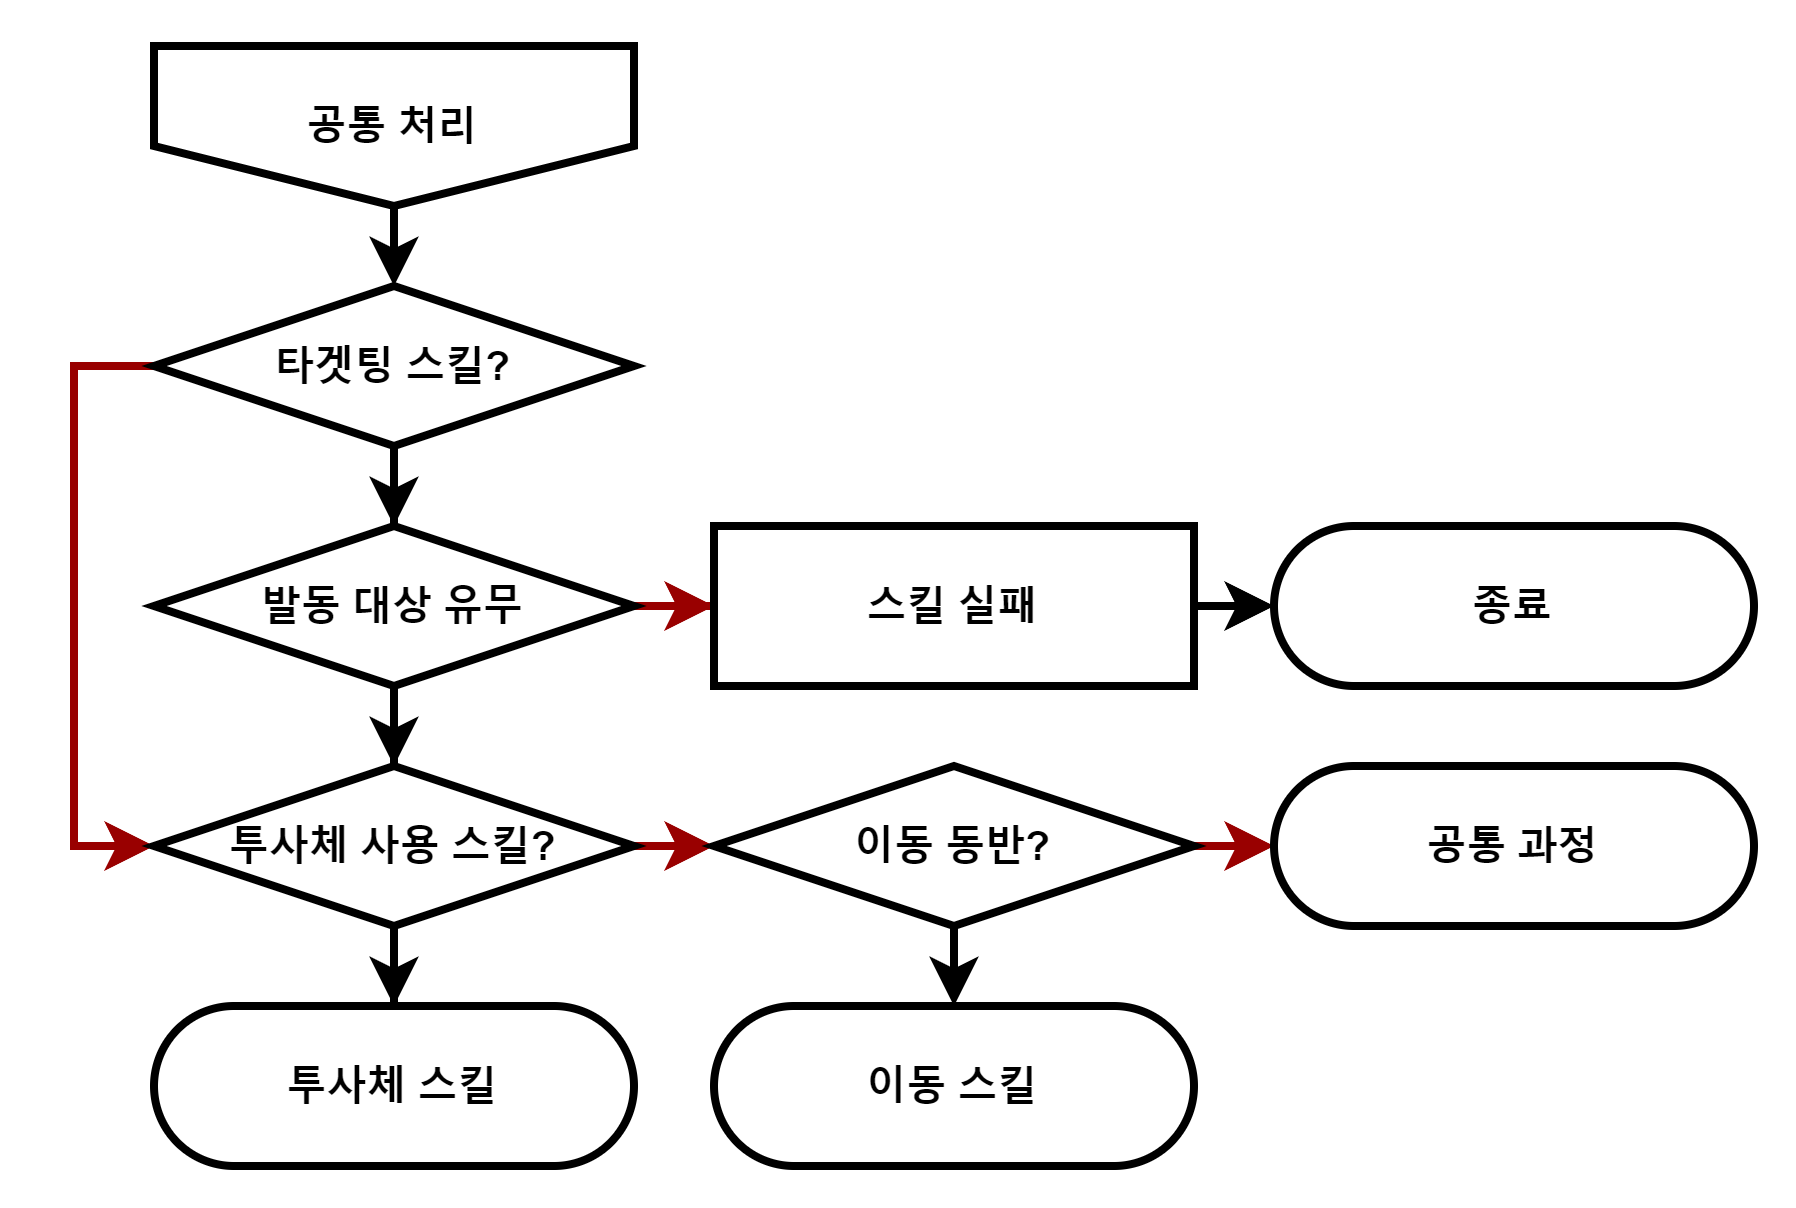 공통 처리
타겟팅 스킬?
발동 대상 유무
스킬 실패
종료
투사체 사용 스킬?
이동 동반?
공통 과정
투사체 스킬
이동 스킬